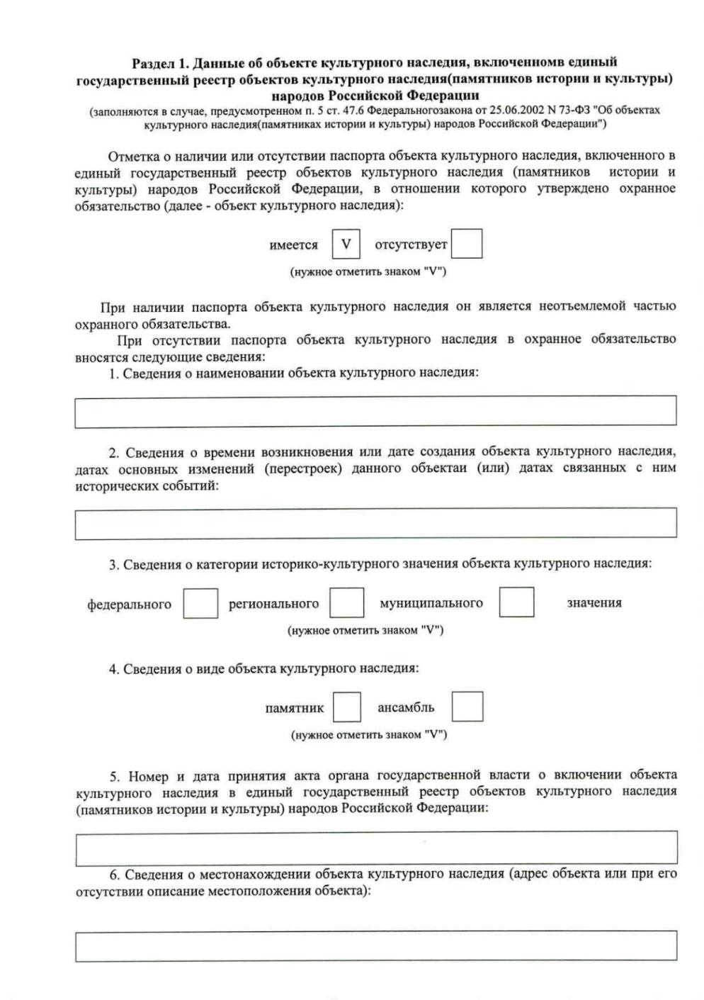 Раздел 1. Данные об объекте культурного наследия, включенномв единый
государственный реестр объектов культурного наследия(памятников истории и культуры)
народов Российской Федерации
(заполняются в случае, предусмотренном п. 5 ст. 47.6 Федеральногозакона от 25.06.2002 N 73-ФЗ "Об объектах
культурного наследия(памятниках истории и культуры) народов Российской Федерации")
Отметка о наличии или отсутствии паспорта объекта культурного наследия, включенного в
единый государственный реестр объектов культурного наследия (памятников истории и
культуры) народов Российской Федерации, в отношении которого утверждено охранное
обязательство (далее - объект культурного наследия):
имеется V отсутствует
(нужное отметить знаком "V")
При наличии паспорта объекта культурного наследия он является неотъемлемой частью
охранного обязательства.
При отсутствии паспорта объекта культурного наследия в охранное обязательство
вносятся следующие сведения:
1. Сведения о наименовании объекта культурного наследия:
2. Сведения о времени возникновения или дате создания объекта культурного наследия,
датах основных изменений (перестроек) данного объектаи (или) датах связанных с ним
исторических событий:
3. Сведения о категории историко-культурного значения объекта культурного наследия:
федерального регионального муниципального значения
(нужное отметить знаком "V")
4. Сведения о виде объекта культурного наследия:
памятник ансамбль
(нужное отметить знаком "V")
5. Номер и дата принятия акта органа государственной власти о включении объекта
культурного наследия в единый государственный реестр объектов культурного наследия
(памятников истории и культуры) народов Российской Федерации:
6. Сведения о местонахождении объекта культурного наследия (адрес объекта или при его
отсутствии описание местоположения объекта):